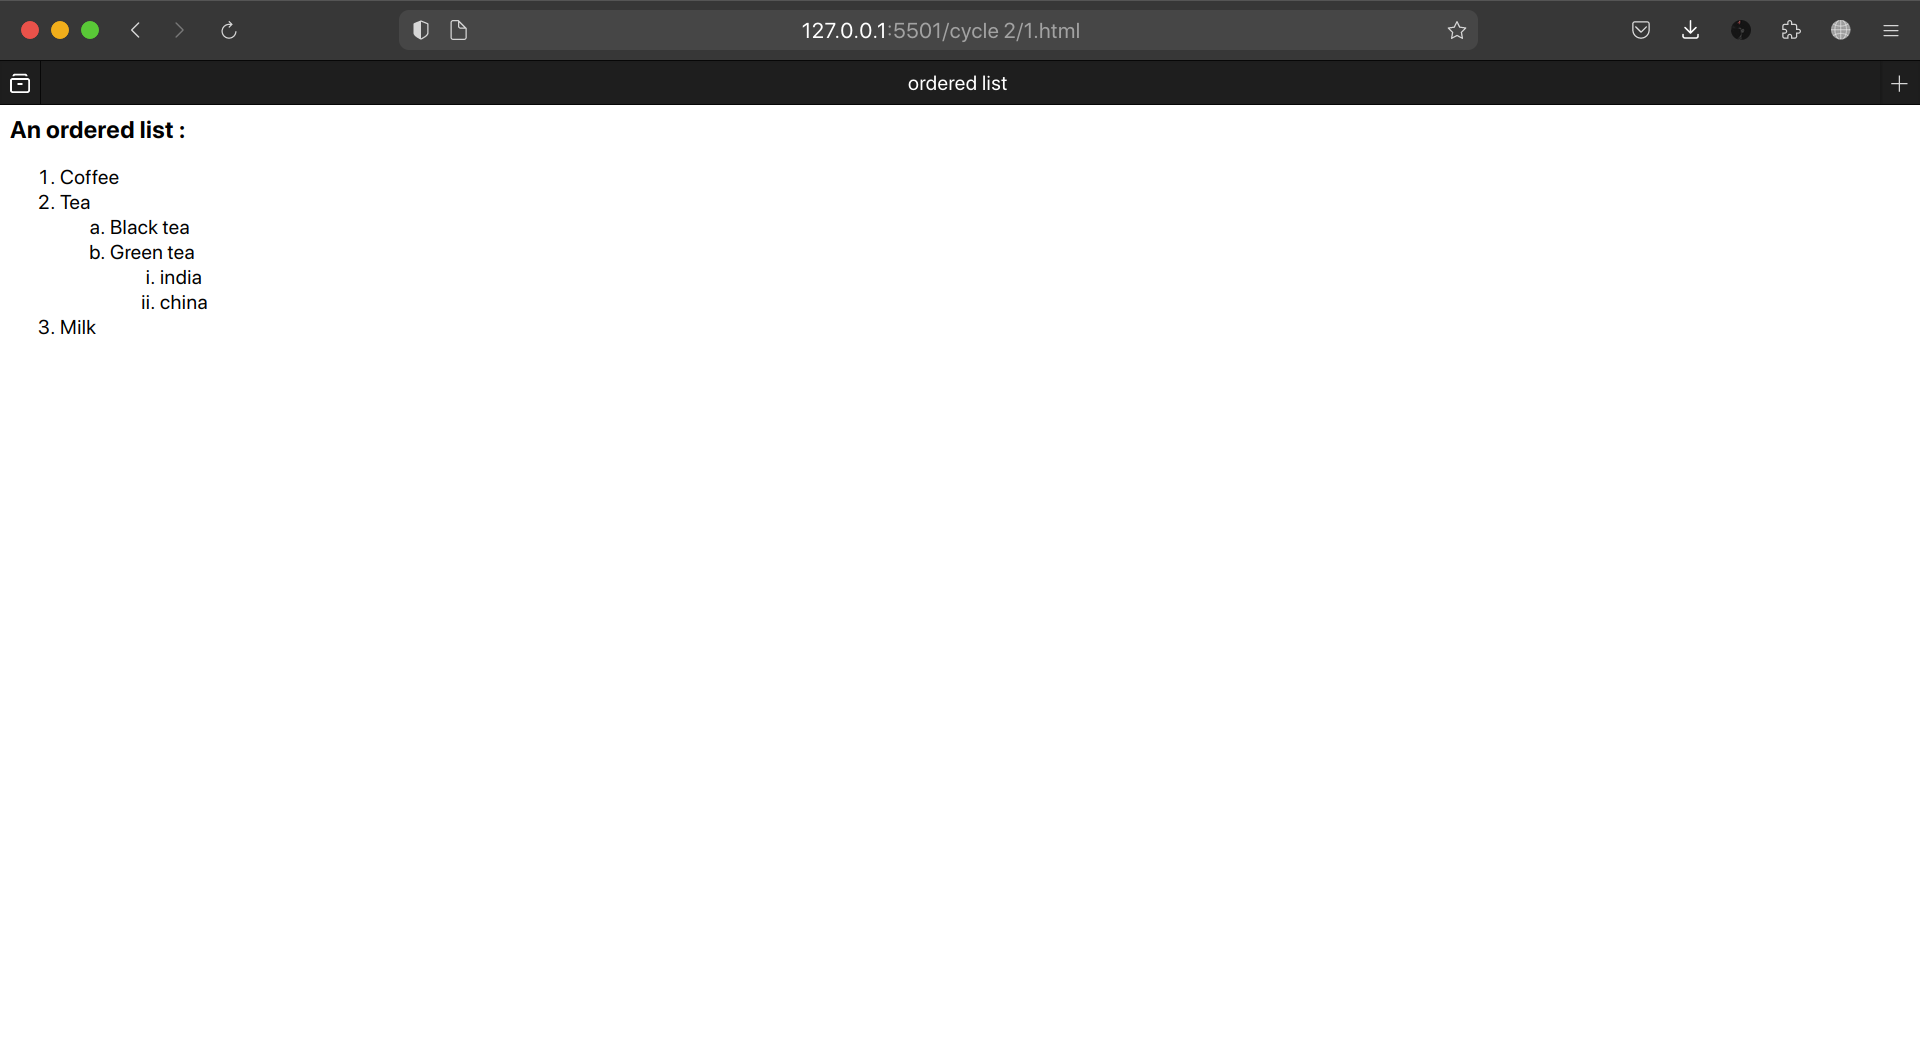 127.0.0.1:5501/cycle 2/1.html
ordered list
An ordered list :
1. Coffee
2. Tea
a. Black tea
b. Green tea
i. india
ii. china
3. Milk